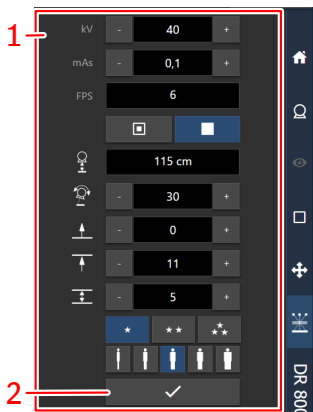 1
kV - 40 +
mAs - 0,1 +
FPS 6
115 cm
- 30 +
- 0 +
- 11 +
- 5 +
2
DR 800